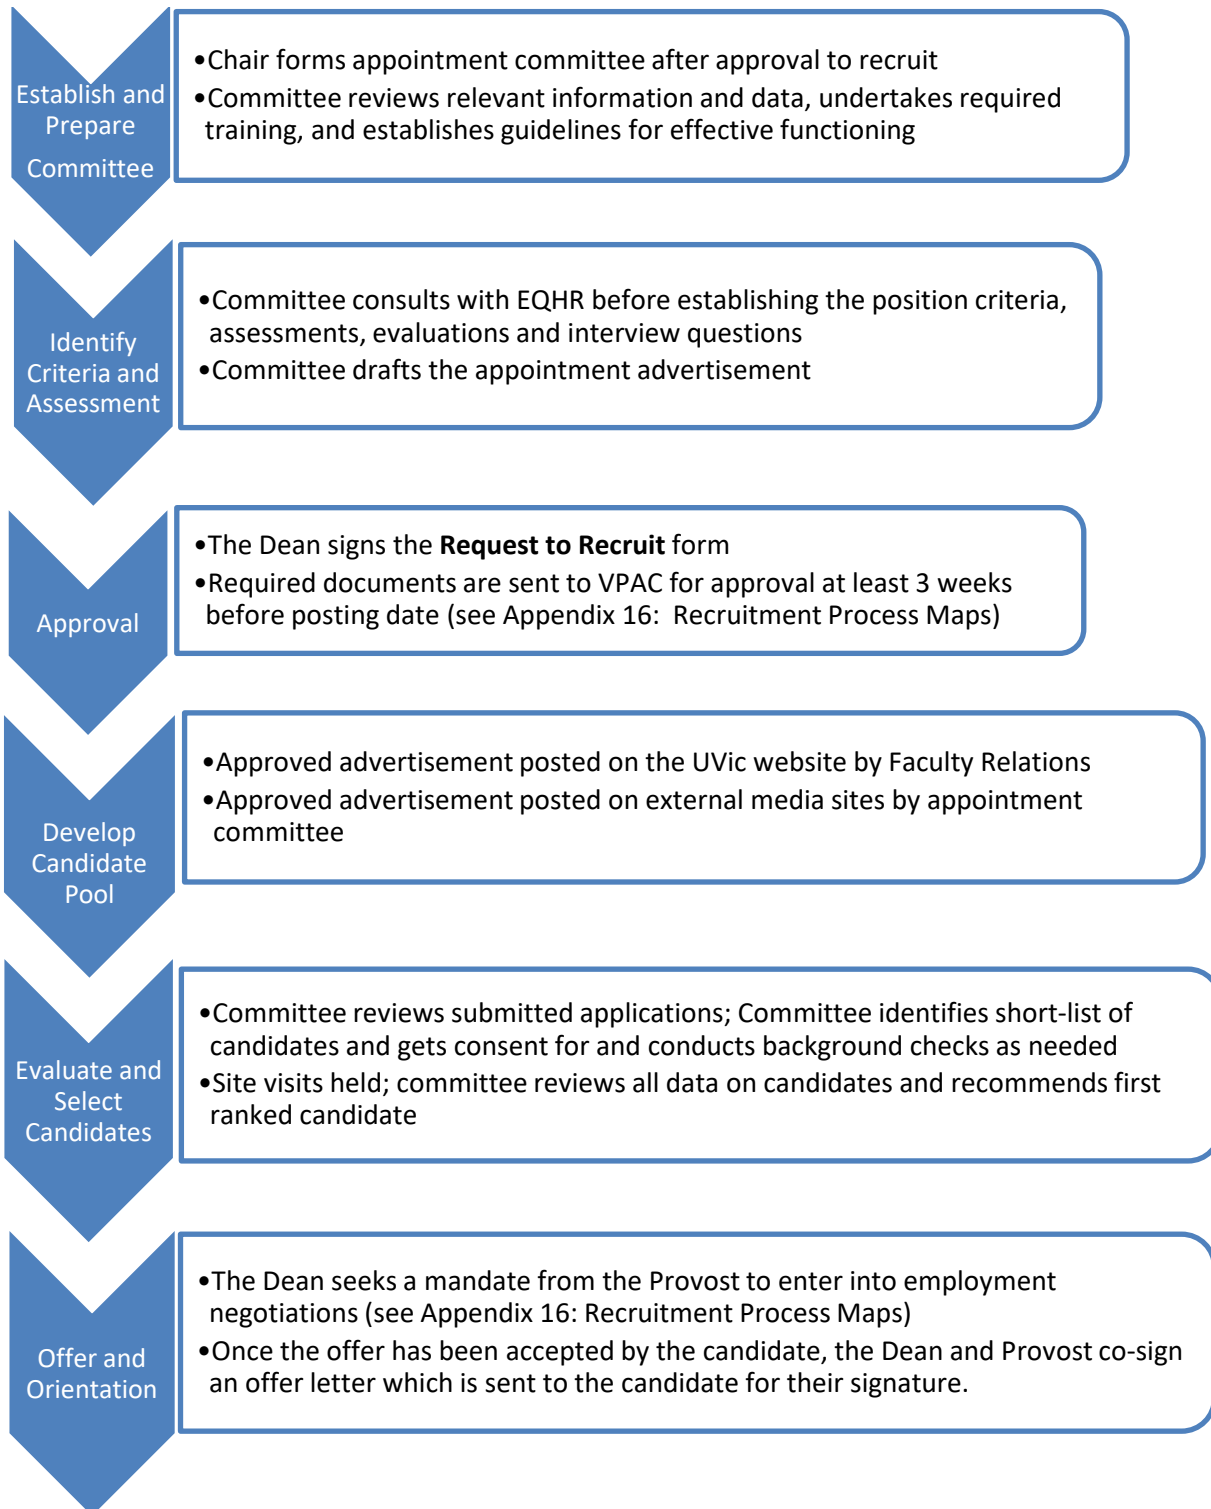 Establish and
Prepare
Committee
•Chair forms appointment committee after approval to recruit
•Committee reviews relevant information and data, undertakes required
training, and establishes guidelines for effective functioning
Identify
Criteria and
Assessment
•Committee consults with EQHR before establishing the position criteria,
assessments, evaluations and interview questions
•Committee drafts the appointment advertisement
Approval
•The Dean signs the Request to Recruit form
•Required documents are sent to VPAC for approval at least 3 weeks
before posting date (see Appendix 16:  Recruitment Process Maps)
Develop
Candidate
Pool
•Approved advertisement posted on the UVic website by Faculty Relations
•Approved advertisement posted on external media sites by appointment
committee
Evaluate and
Select
Candidates
•Committee reviews submitted applications; Committee identifies short-list of
candidates and gets consent for and conducts background checks as needed
•Site visits held; committee reviews all data on candidates and recommends first
ranked candidate
Offer and
Orientation
•The Dean seeks a mandate from the Provost to enter into employment
negotiations (see Appendix 16: Recruitment Process Maps)
•Once the offer has been accepted by the candidate, the Dean and Provost co-sign
an offer letter which is sent to the candidate for their signature.